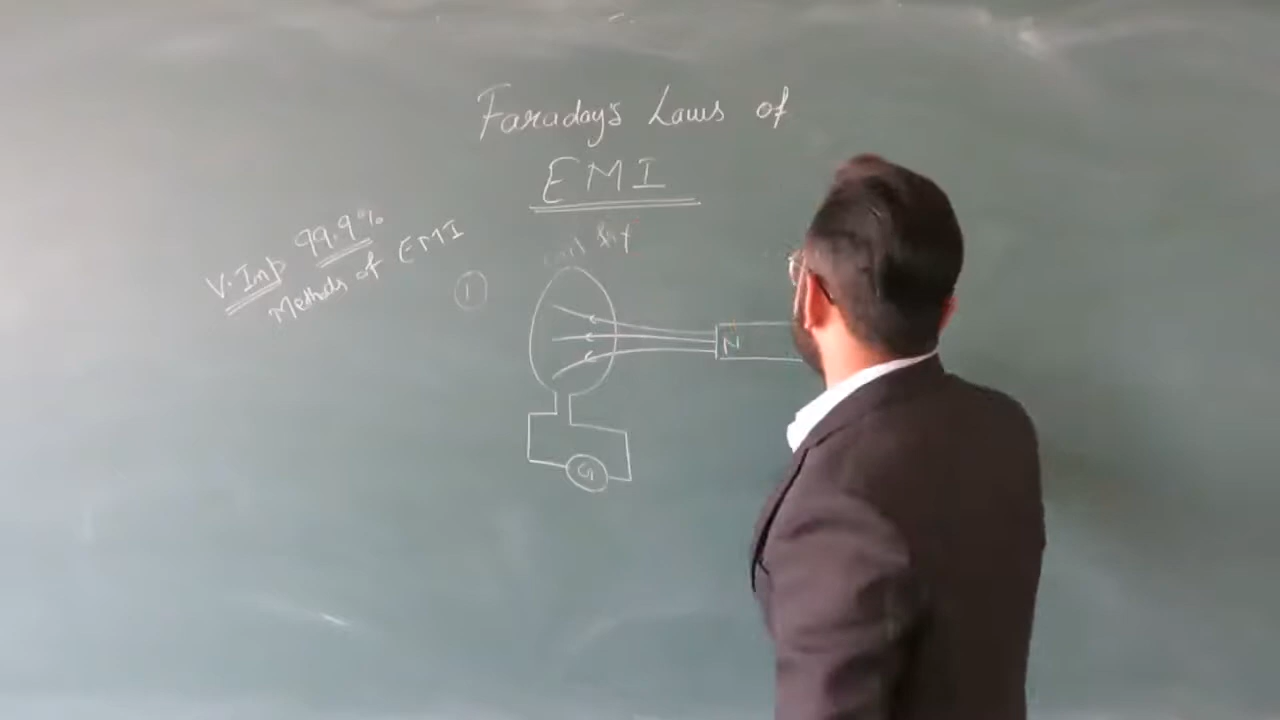 Faraday's Laws of
EMI
V. Imp 99.9%
Methods of EMI
1
N
G